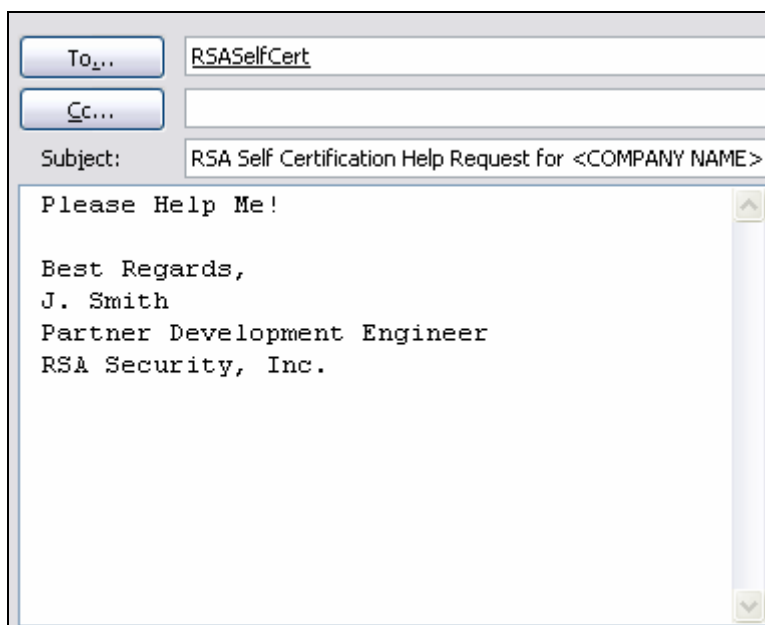 To... RSASelfCert
Cc...
Subject: RSA Self Certification Help Request for <COMPANY NAME>
Please Help Me!
Best Regards,
J. Smith
Partner Development Engineer
RSA Security, Inc.